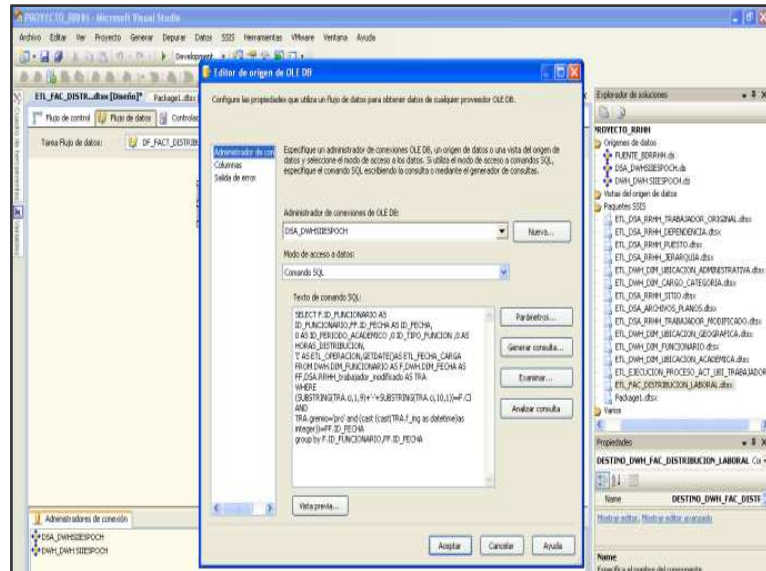 PROYECTO_RRHH - Microsoft Visual Studio
Archivo Editar Ver Proyecto Generar Depurar Datos SSIS Herramientas VMware Ventana Ayuda
Development
ETL_FAC_DISTR...dtsx [Diseño]* Package1.dtsx
Flujo de control Flujo de datos Controlad
Tarea Flujo de datos: DF_FACT_DISTRIB
Cuadro de herramientas
Variables
Editor de origen de OLE DB
Configure las propiedades que utiliza un flujo de datos para obtener datos de cualquier proveedor OLE DB.
Administrador de con
Columnas
Salida de error
Especifique un administrador de conexiones OLE DB, un origen de datos o una vista del origen de
datos y seleccione el modo de acceso a los datos. Si utiliza el modo de acceso a comandos SQL,
especifique el comando SQL escribiendo la consulta o mediante el generador de consultas.
Administrador de conexiones de OLE DB:
DSA_DWHSIIESPOCH
Nueva...
Modo de acceso a datos:
Comando SQL
Texto de comando SQL:
SELECT F.ID_FUNCIONARIO AS
ID_FUNCIONARIO,FF.ID_FECHA AS ID_FECHA,
0 AS ID_PERIODO_ACADEMICO ,0 ID_TIPO_FUNCION ,0 AS
HORAS_DISTRIBUCION,
'I' AS ETL_OPERACION,GETDATE()AS ETL_FECHA_CARGA
FROM DWH.DIM_FUNCIONARIO AS F,DWH.DIM_FECHA AS
FF,DSA.RRHH_trabajador_modificado AS TRA
WHERE
(SUBSTRING(TRA.ci,1,9)+'-'+SUBSTRING(TRA.ci,10,1))=F.CI
AND
TRA.gremio='pro' and (cast (cast(TRA.f_ing as datetime)as
integer))=FF.ID_FECHA
group by F.ID_FUNCIONARIO,FF.ID_FECHA
Parámetros...
Generar consulta...
Examinar...
Analizar consulta
Vista previa...
Aceptar Cancelar Ayuda
Administradores de conexión
DSA_DWHSIIESPOCH
DWH_DWH SIIESPOCH
Explorador de soluciones
PROYECTO_RRHH
Orígenes de datos
FUENTE_BDRRHH.ds
DSA_DWHSIIESPOCH.ds
DWH_DWH SIIESPOCH.ds
Vistas del origen de datos
Paquetes SSIS
ETL_DSA_RRHH_TRABAJADOR_ORIGINAL.dtsx
ETL_DSA_RRHH_DEPENDENCIA.dtsx
ETL_DSA_RRHH_PUESTO.dtsx
ETL_DSA_RRHH_JERARQUIA.dtsx
ETL_DWH_DIM_UBICACION_ADMINISTRATIVA.dtsx
ETL_DWH_DIM_CARGO_CATEGORIA.dtsx
ETL_DSA_RRHH_SITIO.dtsx
ETL_DSA_ARCHIVOS_PLANOS.dtsx
ETL_DSA_RRHH_TRABAJADOR_MODIFICADO.dtsx
ETL_DWH_DIM_UBICACION_GEOGRAFICA.dtsx
ETL_DWH_DIM_FUNCIONARIO.dtsx
ETL_DWH_DIM_UBICACION_ACADEMICA.dtsx
ETL_EJECUCION_PROCESO_ACT_UBI_TRABAJADOR
ETL_FAC_DISTRIBUCION_LABORAL.dtsx
Package1.dtsx
Varios
Propiedades
DESTINO_DWH_FAC_DISTRIBUCION_LABORAL Co
Name DESTINO_DWH_FAC_DISTF
Mostrar editor, Mostrar editor avanzado
Name
Especifica el nombre del componente.